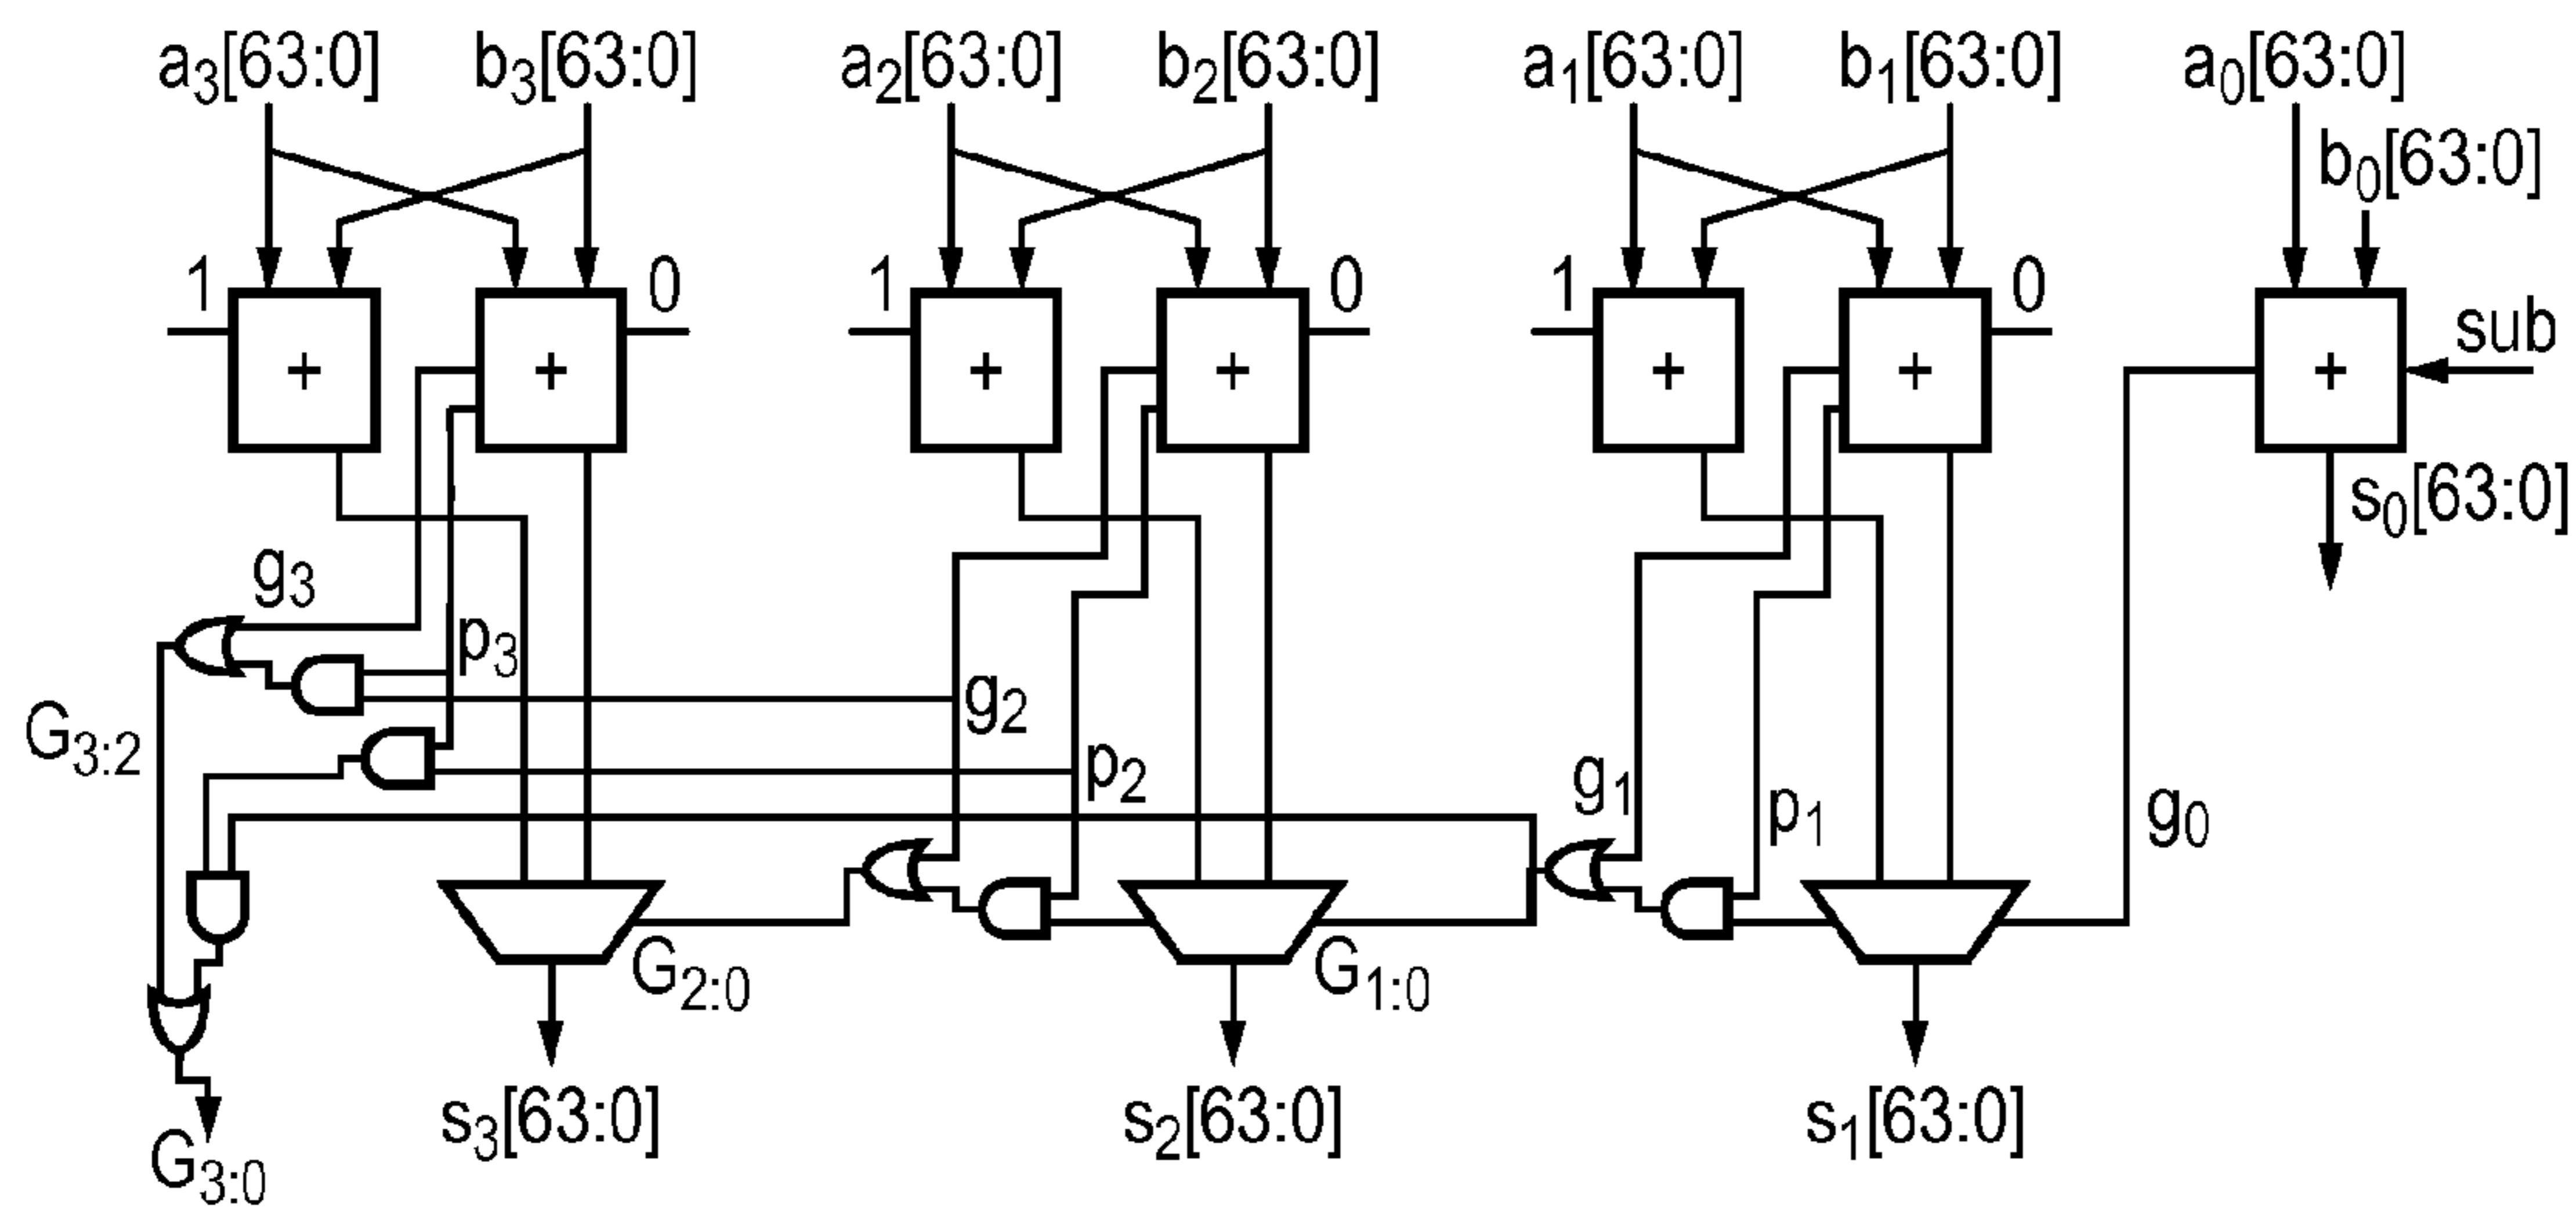 a3[63:0] b3[63:0] a2[63:0] b2[63:0] a1[63:0] b1[63:0] a0[63:0]
b0[63:0]
1 0 1 0 1 0
sub
+ + + + + + +
s0[63:0]
g3
p3
g2
G3:2
p2
g1
p1
g0
G2:0 G1:0
s3[63:0] s2[63:0] s1[63:0]
G3:0